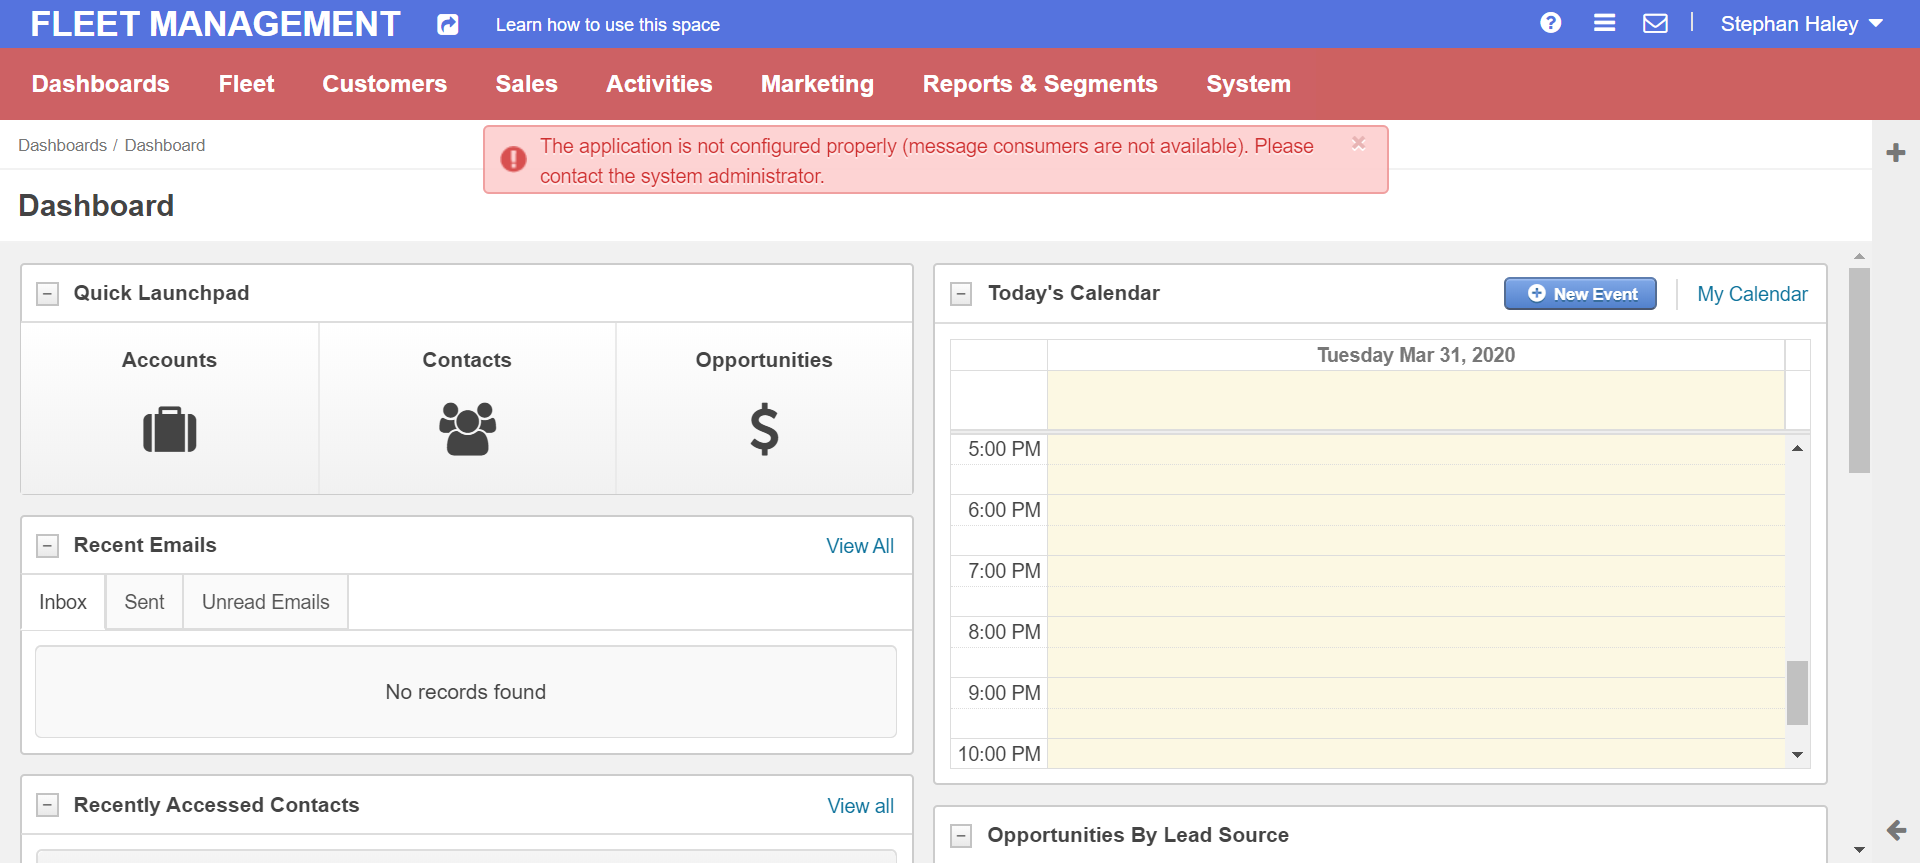 FLEET MANAGEMENT
Learn how to use this space
Stephan Haley
Dashboards
Fleet
Customers
Sales
Activities
Marketing
Reports & Segments
System
Dashboards / Dashboard
The application is not configured properly (message consumers are not available). Please
contact the system administrator.
Dashboard
Quick Launchpad
Accounts
Contacts
Opportunities
Recent Emails
View All
Inbox
Sent
Unread Emails
No records found
Recently Accessed Contacts
View all
Today's Calendar
New Event
My Calendar
Tuesday Mar 31, 2020
5:00 PM
6:00 PM
7:00 PM
8:00 PM
9:00 PM
10:00 PM
Opportunities By Lead Source